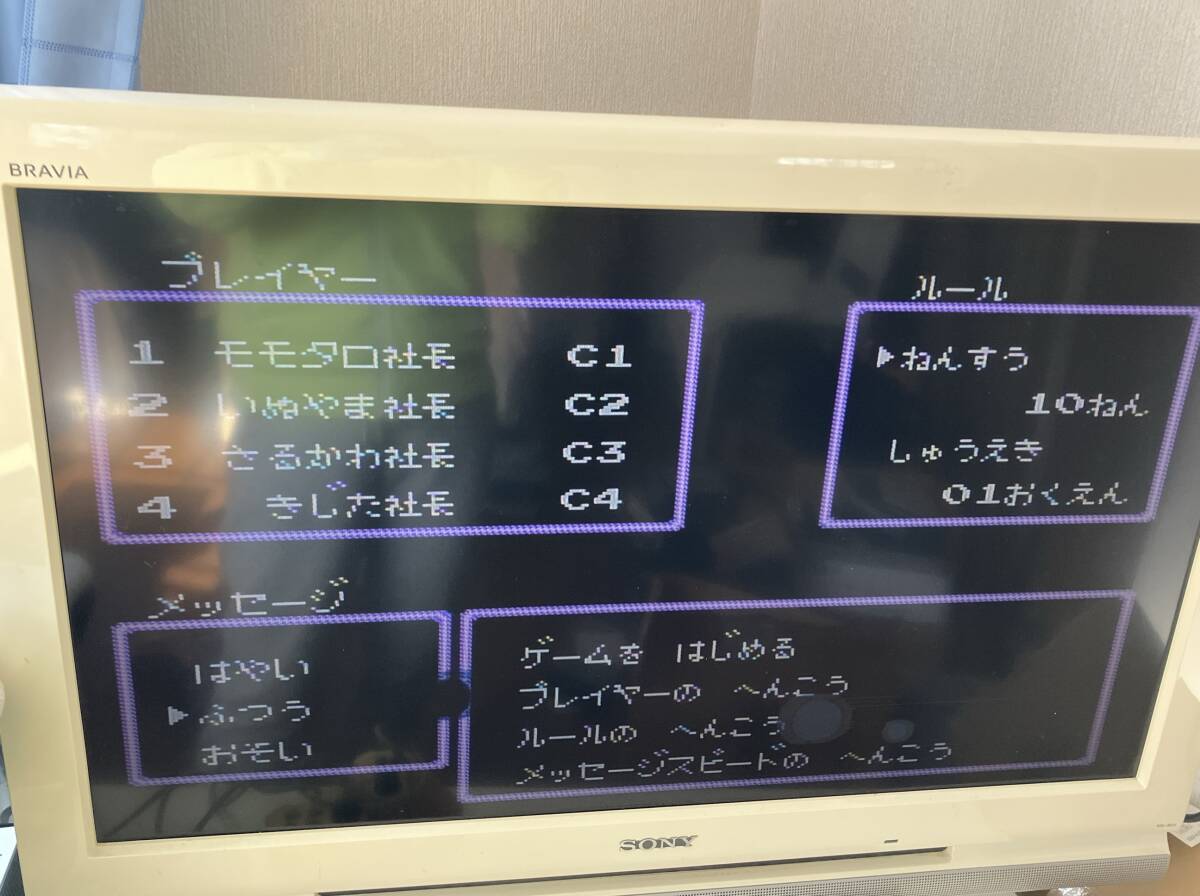 BRAVIA
プレイヤー
1 モモタロ社長 C1
2 いぬやま社長 C2
3 さるかわ社長 C3
4 きじた社長 C4
ルール
▶ねんすう
10ねん
しゅうえき
01おくえん
メッセージ
はやい
▶ふつう
おそい
ゲームを はじめる
プレイヤーの へんこう
ルールの へんこう
メッセージスピードの へんこう
SONY